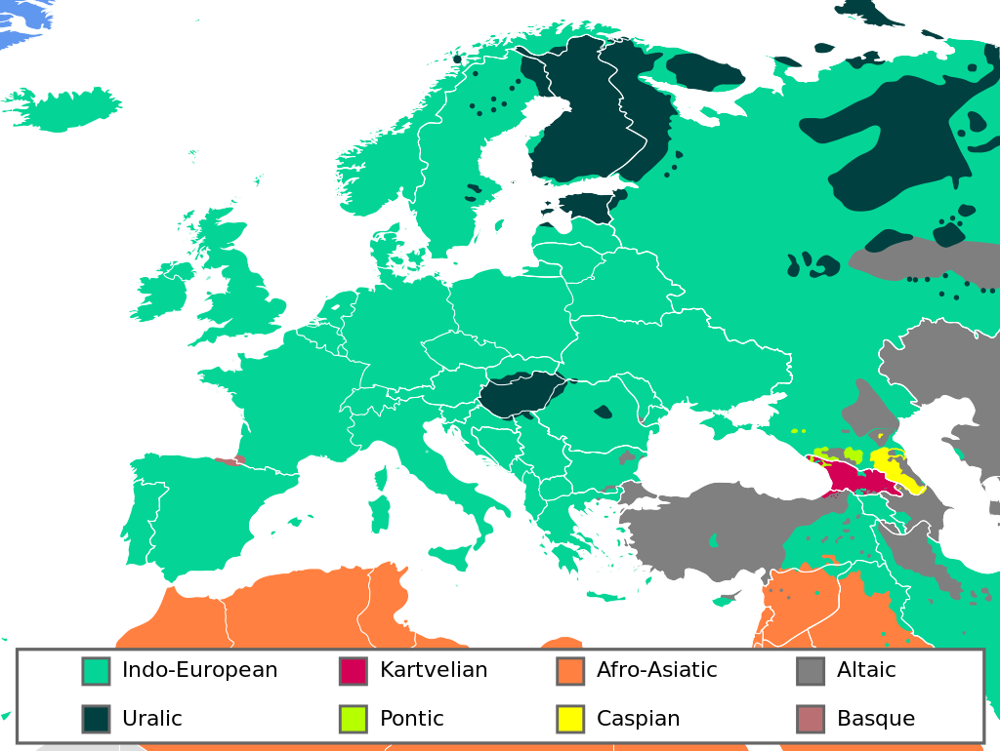 Indo-European Kartvelian Afro-Asiatic Altaic
Uralic Pontic Caspian Basque